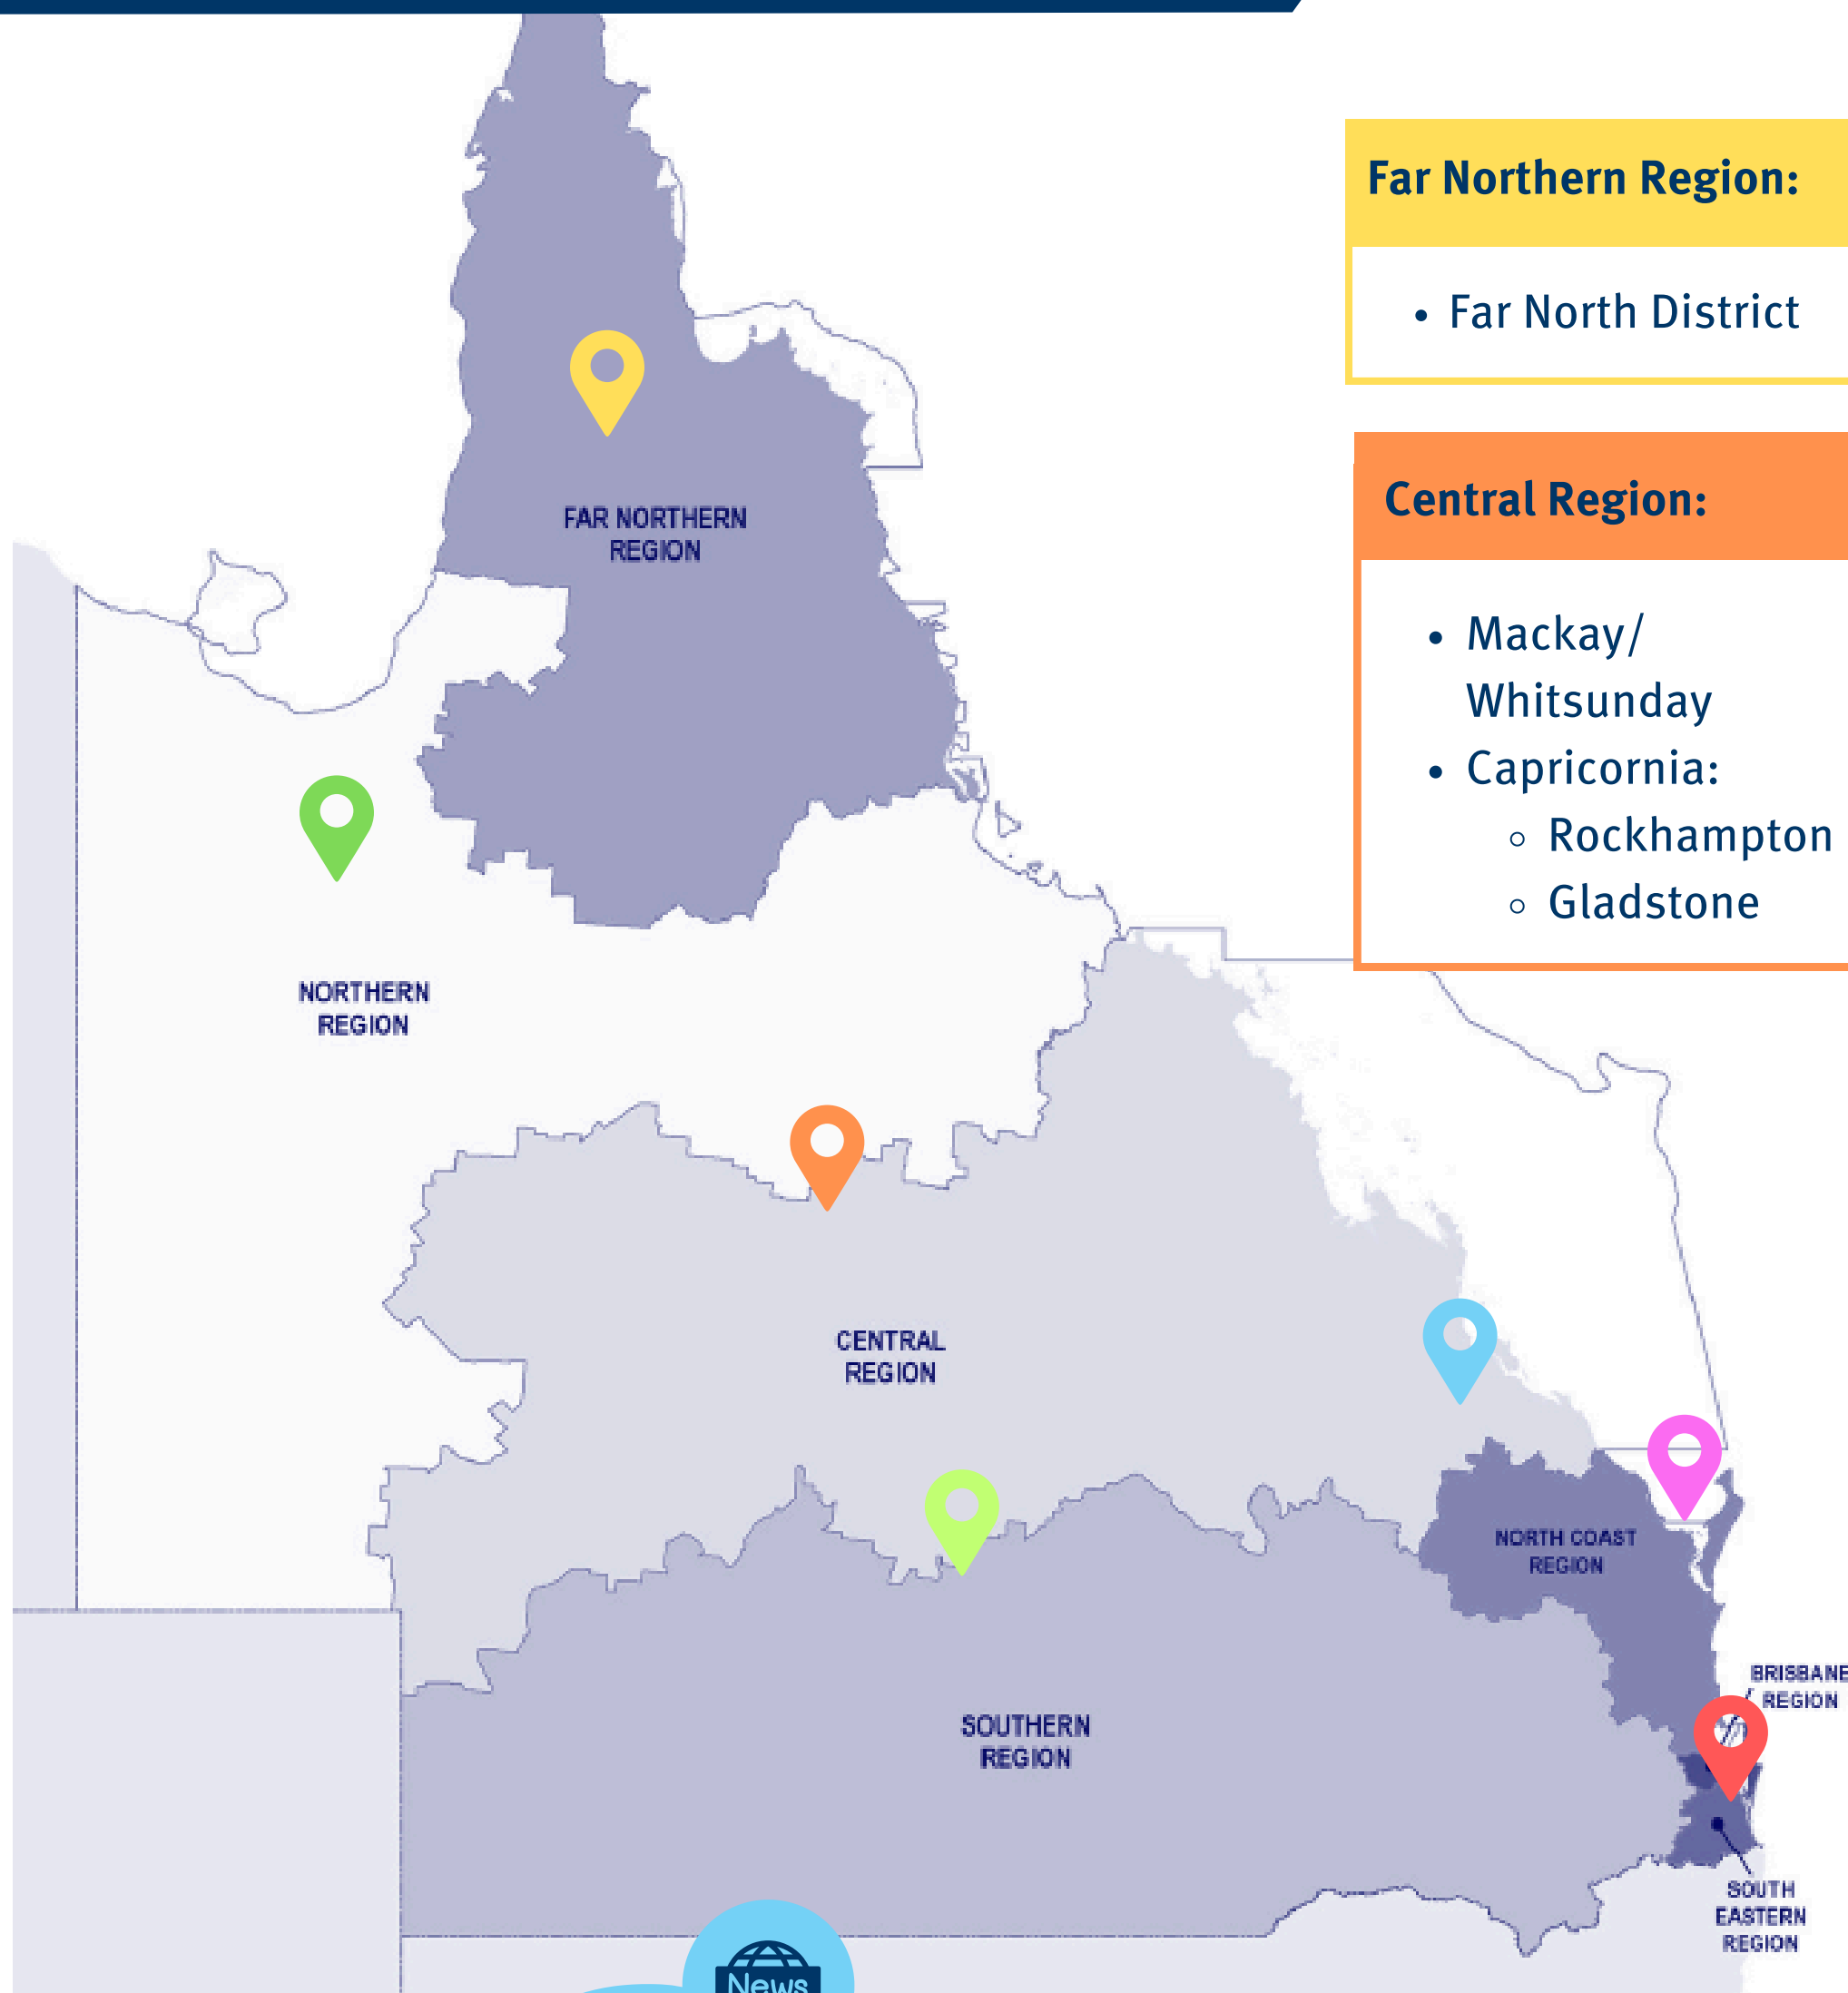 Far Northern Region:
• Far North District
Central Region:
• Mackay/
Whitsunday
• Capricornia:
◦ Rockhampton
◦ Gladstone
FAR NORTHERN
REGION
NORTHERN
REGION
CENTRAL
REGION
NORTH COAST
REGION
BRISBANE
REGION
SOUTHERN
REGION
SOUTH
EASTERN
REGION
News